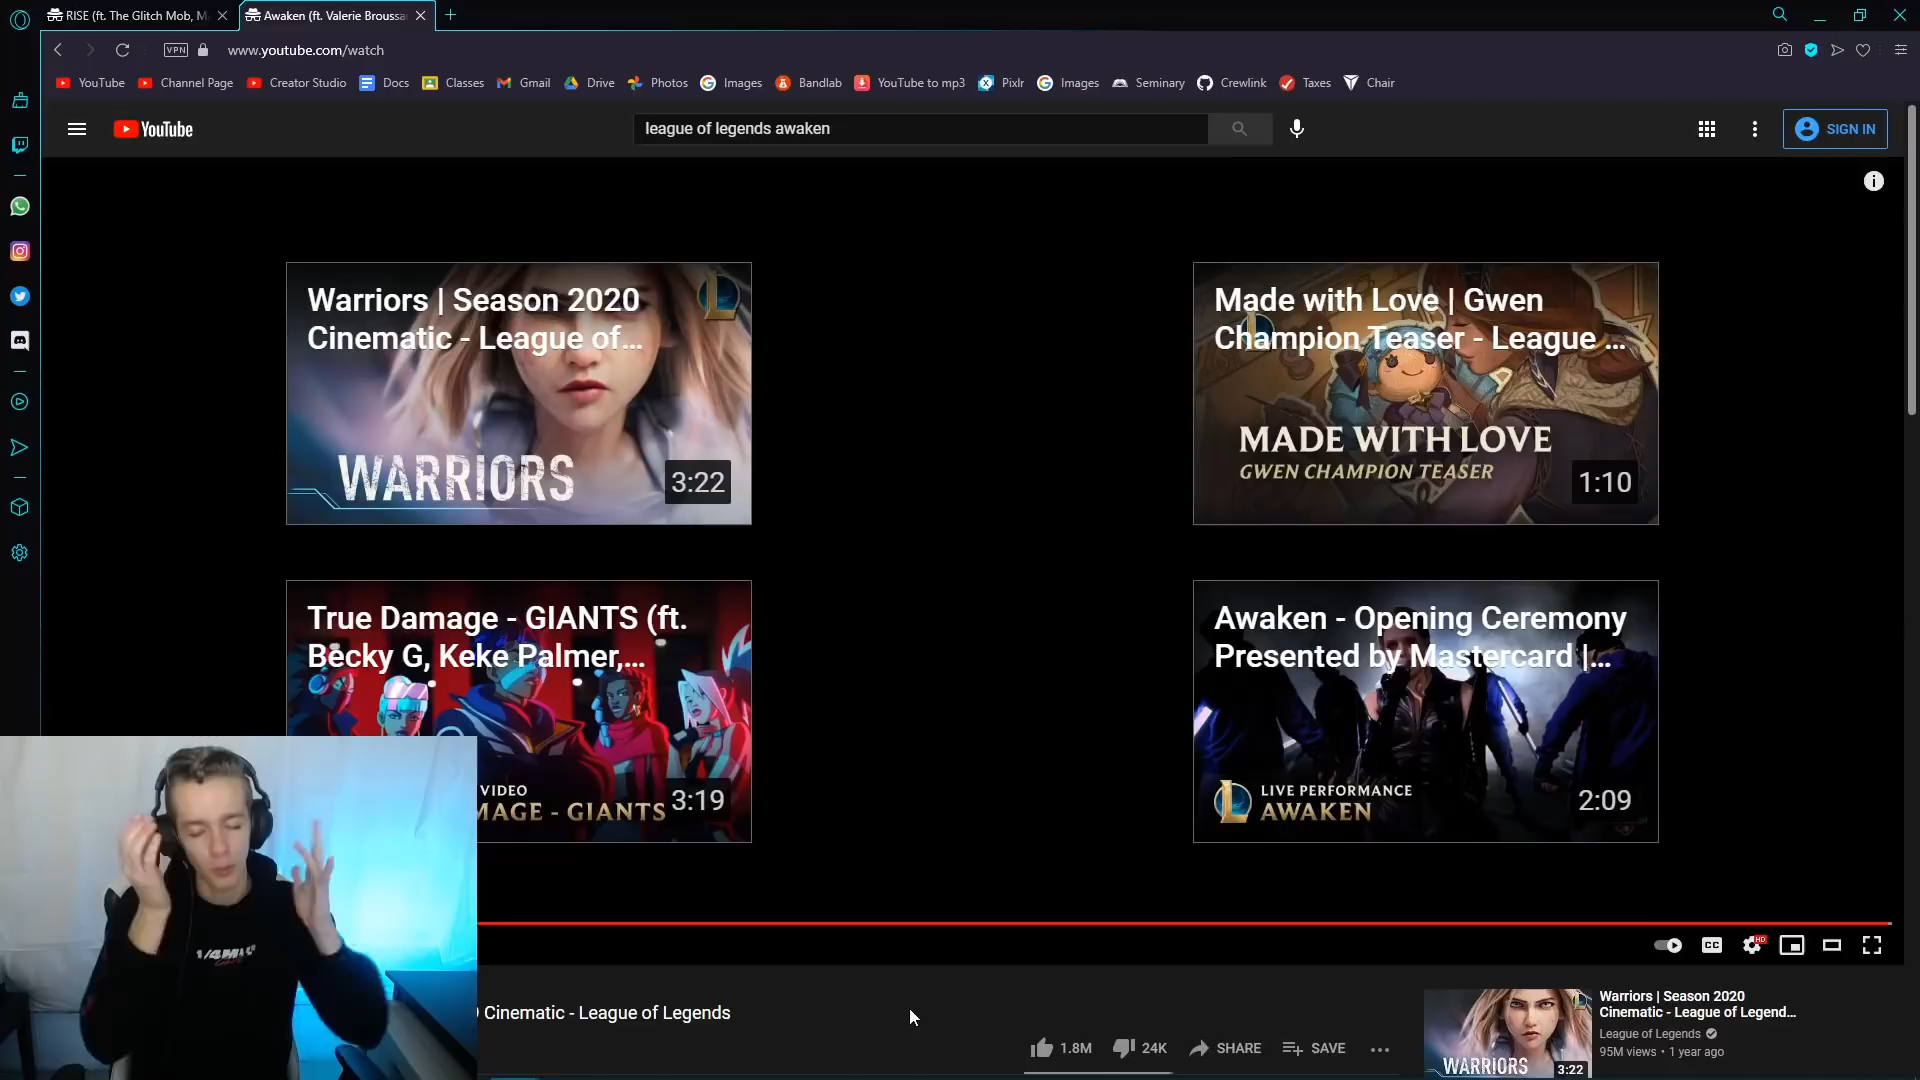 RISE (ft. The Glitch Mob, M
Awaken (ft. Valerie Broussa
VPN
www.youtube.com/watch
YouTube
Channel Page
Creator Studio
Docs
Classes
Gmail
Drive
Photos
Images
Bandlab
YouTube to mp3
Pixlr
Images
Seminary
Crewlink
Taxes
Chair
YouTube
league of legends awaken
SIGN IN
Warriors | Season 2020
Cinematic - League of...
WARRIORS
3:22
Made with Love | Gwen
Champion Teaser - League ...
MADE WITH LOVE
GWEN CHAMPION TEASER
1:10
True Damage - GIANTS (ft.
Becky G, Keke Palmer,...
VIDEO
MAGE - GIANTS
3:19
Awaken - Opening Ceremony
Presented by Mastercard |...
LIVE PERFORMANCE
AWAKEN
2:09
CC
HD
Cinematic - League of Legends
1.8M
24K
SHARE
SAVE
WARRIORS
3:22
Warriors | Season 2020
Cinematic - League of Legend...
League of Legends
95M views • 1 year ago